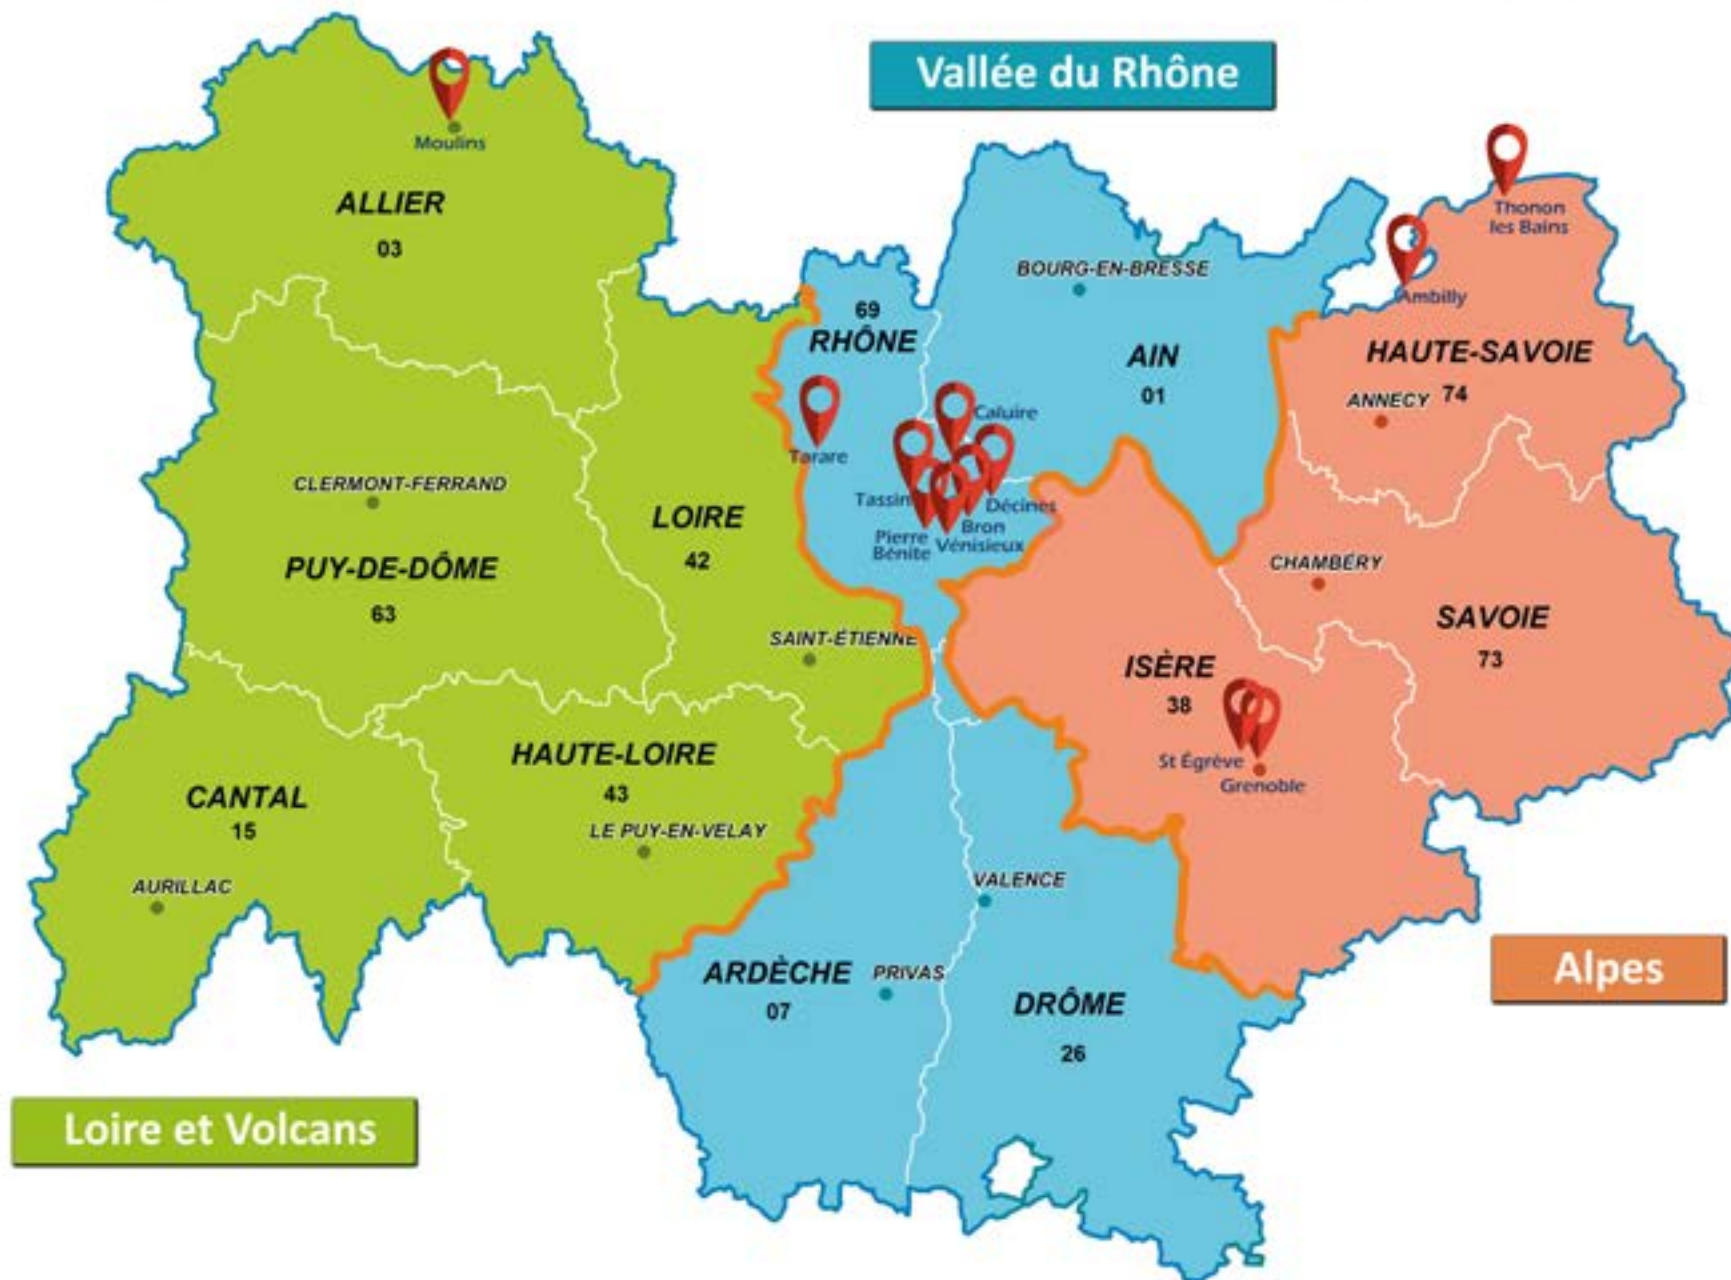 Vallée du Rhône
Moulins
ALLIER
03
Thonon
les Bains
Ambilly
BOURG-EN-BRESSE
69
RHÔNE
AIN
01
HAUTE-SAVOIE
ANNECY 74
Caluire
Tarare
CLERMONT-FERRAND
Tassin
Décines
Bron
Pierre
Bénite
Vénisieux
LOIRE
42
PUY-DE-DÔME
63
CHAMBÉRY
SAVOIE
73
SAINT-ÉTIENNE
ISÈRE
38
St Égrève
Grenoble
HAUTE-LOIRE
43
LE PUY-EN-VELAY
CANTAL
15
AURILLAC
VALENCE
ARDÈCHE
07
PRIVAS
DRÔME
26
Alpes
Loire et Volcans